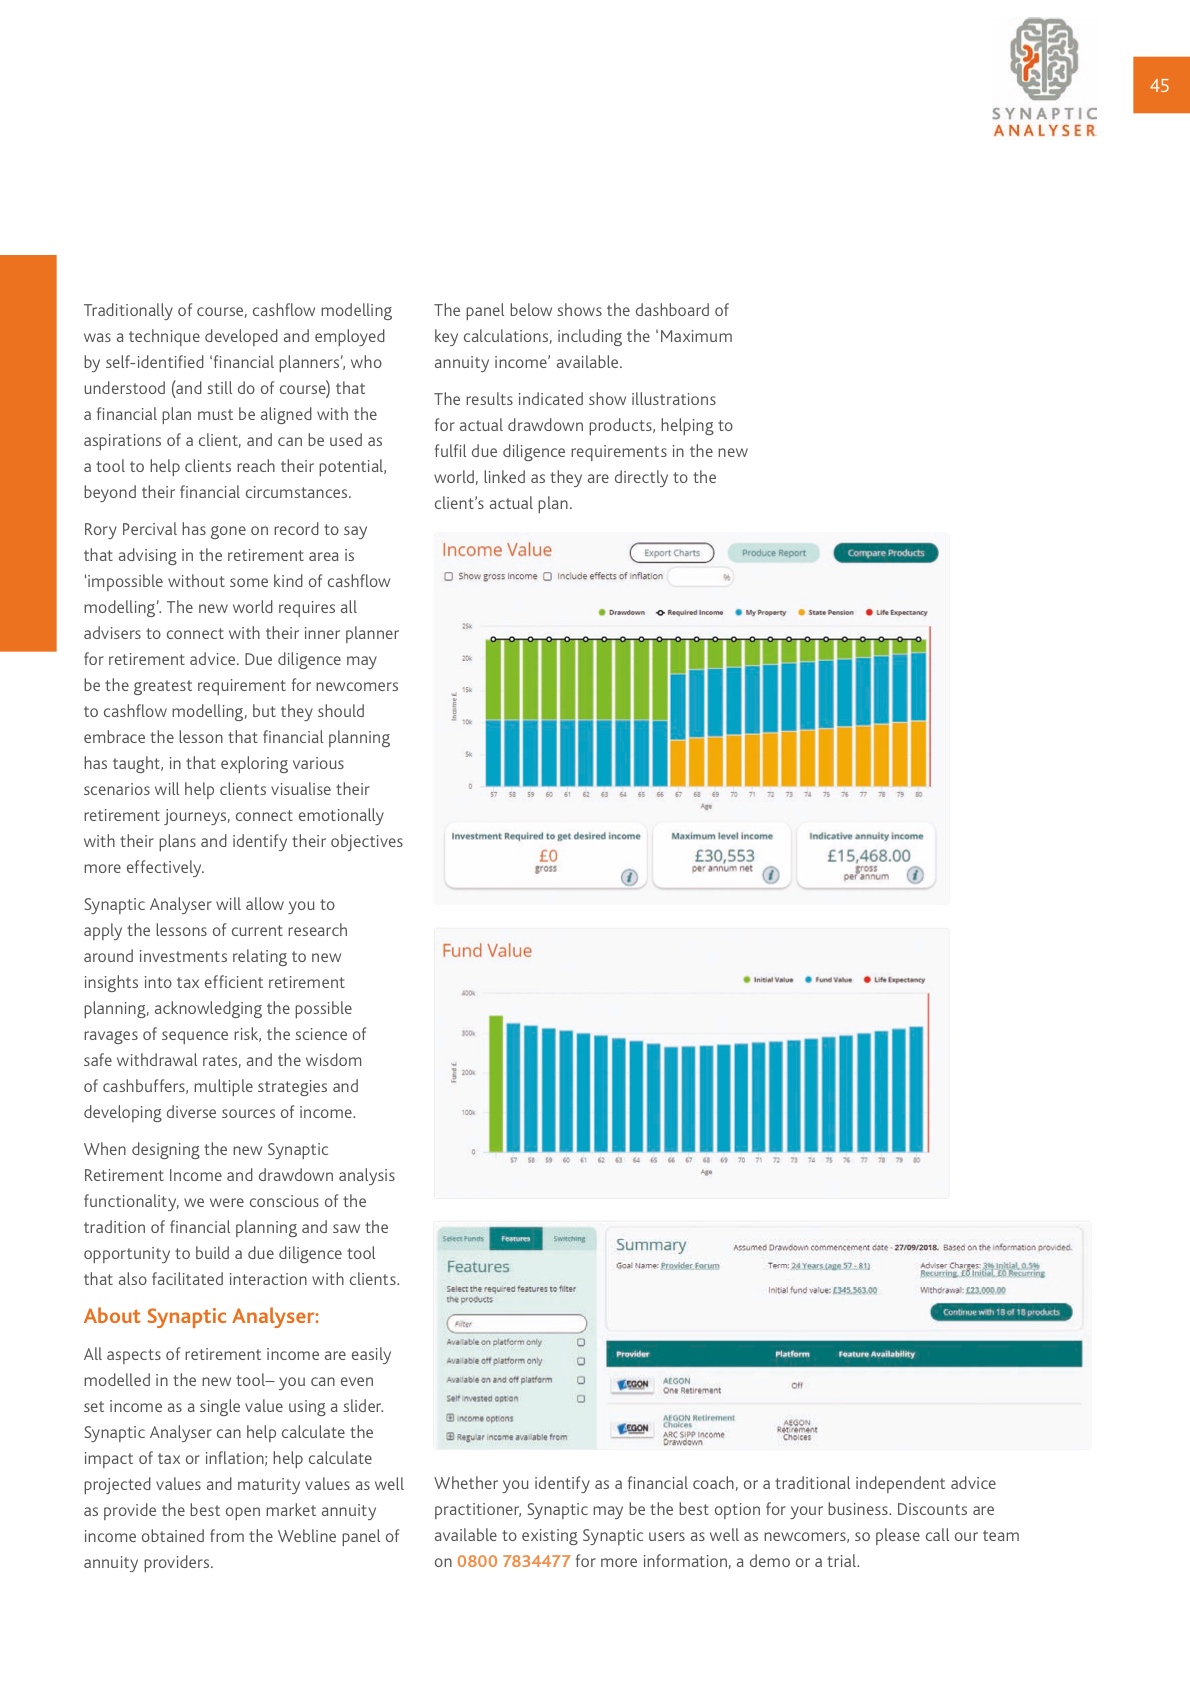 SYNAPTIC
ANALYSER
45
Traditionally of course, cashflow modelling
was a technique developed and employed
by self-identified ‘financial planners’, who
understood (and still do of course) that
a financial plan must be aligned with the
aspirations of a client, and can be used as
a tool to help clients reach their potential,
beyond their financial circumstances.
Rory Percival has gone on record to say
that advising in the retirement area is
‘impossible without some kind of cashflow
modelling’. The new world requires all
advisers to connect with their inner planner
for retirement advice. Due diligence may
be the greatest requirement for newcomers
to cashflow modelling, but they should
embrace the lesson that financial planning
has taught, in that exploring various
scenarios will help clients visualise their
retirement journeys, connect emotionally
with their plans and identify their objectives
more effectively.
Synaptic Analyser will allow you to
apply the lessons of current research
around investments relating to new
insights into tax efficient retirement
planning, acknowledging the possible
ravages of sequence risk, the science of
safe withdrawal rates, and the wisdom
of cashbuffers, multiple strategies and
developing diverse sources of income.
When designing the new Synaptic
Retirement Income and drawdown analysis
functionality, we were conscious of the
tradition of financial planning and saw the
opportunity to build a due diligence tool
that also facilitated interaction with clients.
About Synaptic Analyser:
All aspects of retirement income are easily
modelled in the new tool– you can even
set income as a single value using a slider.
Synaptic Analyser can help calculate the
impact of tax or inflation; help calculate
projected values and maturity values as well
as provide the best open market annuity
income obtained from the Webline panel of
annuity providers.
The panel below shows the dashboard of
key calculations, including the ‘Maximum
annuity income’ available.
The results indicated show illustrations
for actual drawdown products, helping to
fulfil due diligence requirements in the new
world, linked as they are directly to the
client’s actual plan.
Income Value
Export Charts
Produce Report
Compare Products
Show gross income Include effects of inflation %
Drawdown Required Income My Property State Pension Life Expectancy
25k
20k
15k
10k
5k
0
Income £
57 58 59 60 61 62 63 64 65 66 67 68 69 70 71 72 73 74 75 76 77 78 79 80
Age
Investment Required to get desired income
£0
gross
i
Maximum level income
£30,553
per annum net
i
Indicative annuity income
£15,468.00
gross
per annum
i
Fund Value
Initial Value Fund Value Life Expectancy
400k
300k
200k
100k
0
Fund £
57 58 59 60 61 62 63 64 65 66 67 68 69 70 71 72 73 74 75 76 77 78 79 80
Age
Select Funds Features Switching
Features
Select the required features to filter
the products
Filter
Available on platform only
Available off platform only
Available on and off platform
Self invested option
Income options
Regular income available from
Summary
Assumed Drawdown commencement date - 27/09/2018. Based on the information provided.
Goal Name: Provider Forum
Term: 24 Years (age 57 - 81)
Adviser Charges: 3% Initial, 0.5%
Recurring, £0 Initial, £0 Recurring
Initial fund value: £345,563.00
Withdrawal: £23,000.00
Continue with 18 of 18 products
Provider Platform Feature Availability
AEGON
AEGON
One Retirement
Off
AEGON
AEGON Retirement
Choices
ARC SIPP Income
Drawdown
AEGON
Retirement
Choices
Whether you identify as a financial coach, or a traditional independent advice
practitioner, Synaptic may be the best option for your business. Discounts are
available to existing Synaptic users as well as newcomers, so please call our team
on 0800 7834477 for more information, a demo or a trial.